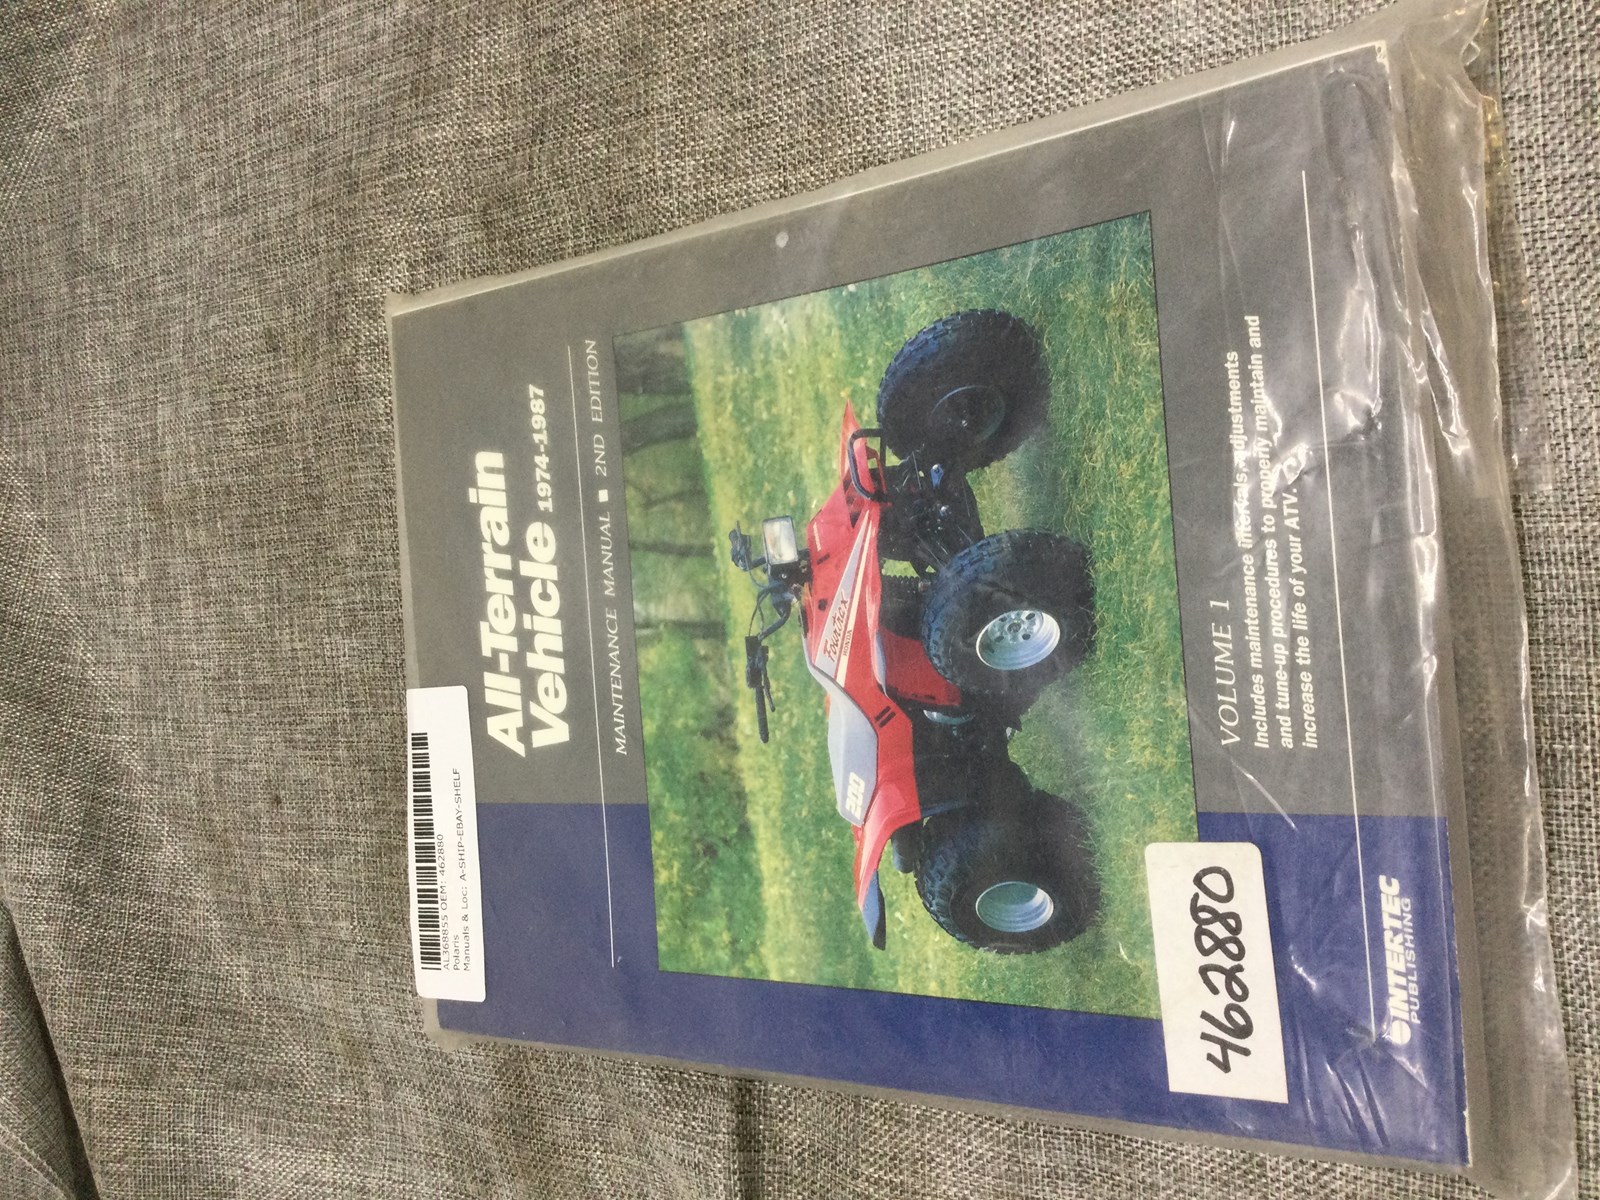 AL368855 OEM: 462880
Polaris
Manuals & Loc: A-SHIP-EBAY-SHELF
All-Terrain
Vehicle 1974-1987
MAINTENANCE MANUAL ■ 2ND EDITION
FourTrax
HONDA
200
VOLUME 1
Includes maintenance intervals, adjustments
and tune-up procedures to properly maintain and
increase the life of your ATV.
462880
INTERTEC
PUBLISHING